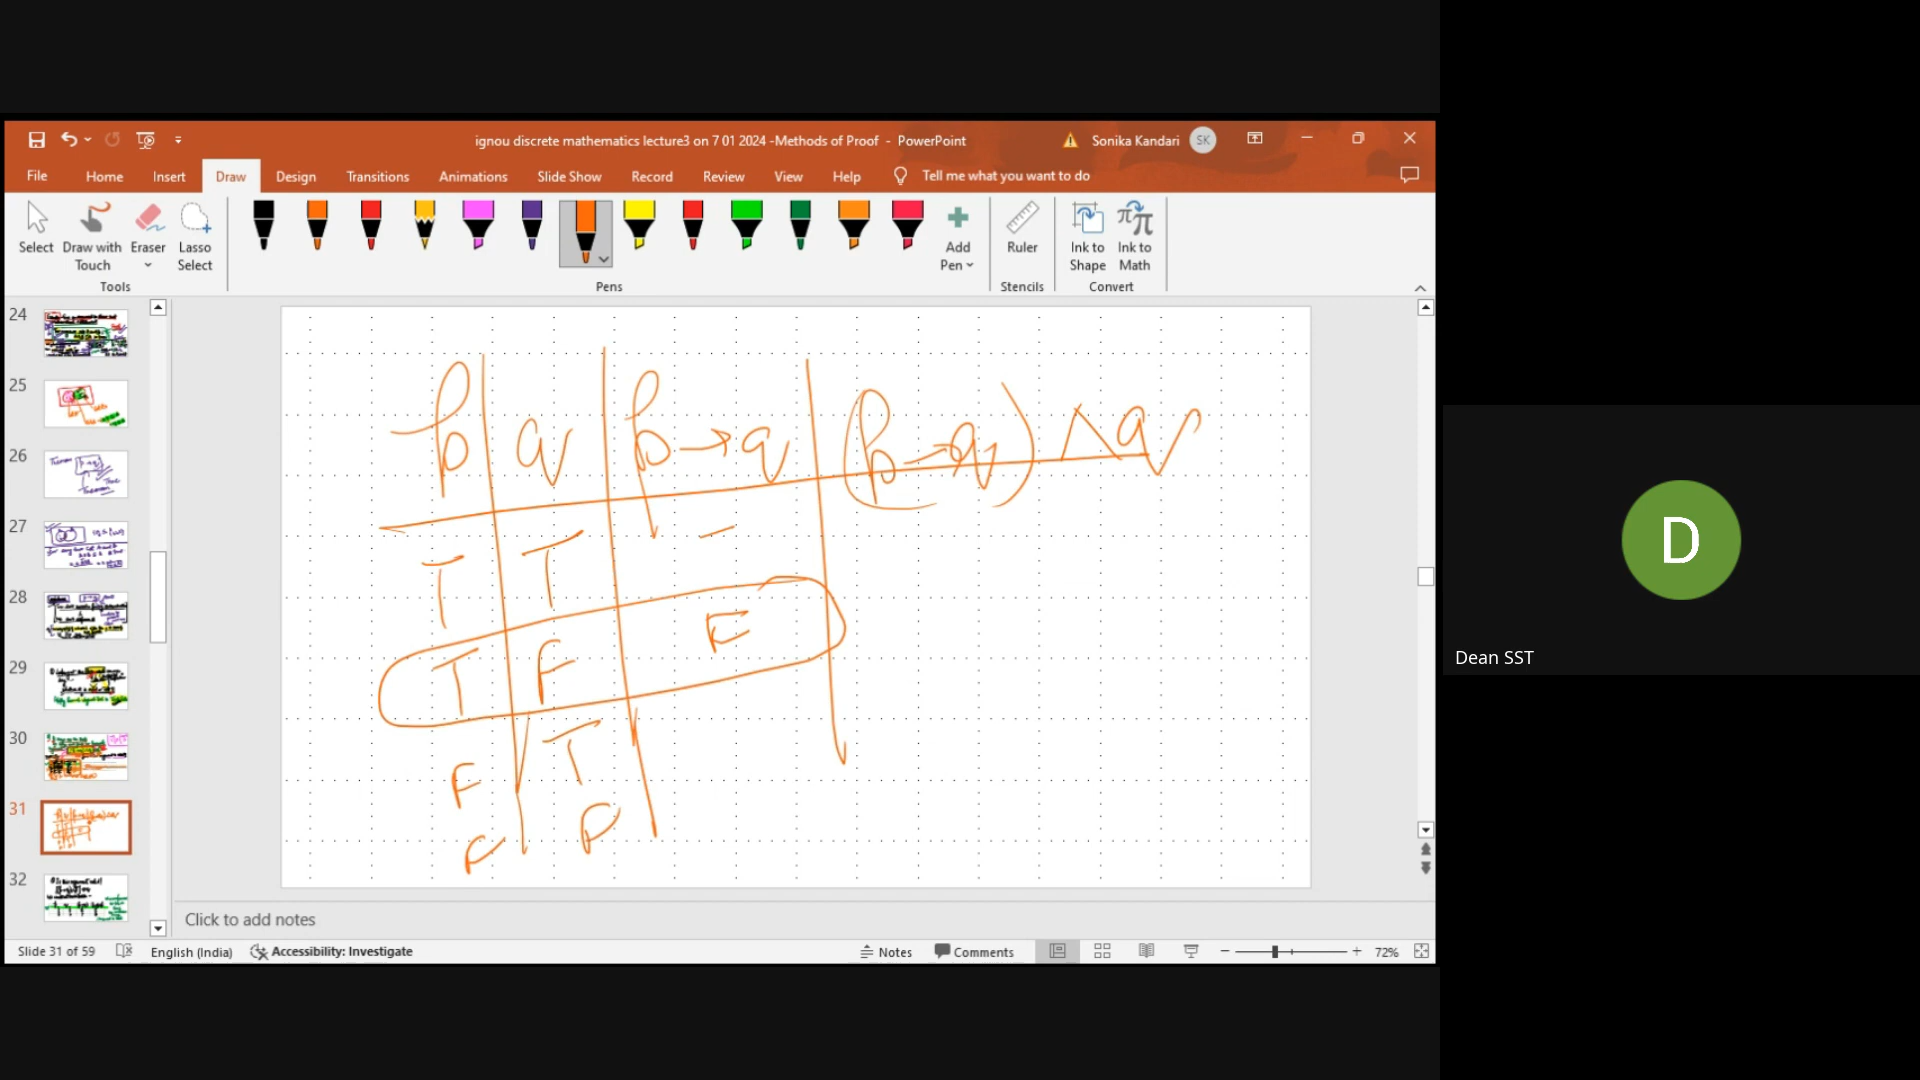 ignou discrete mathematics lecture3 on 7 01 2024 -Methods of Proof - PowerPoint
Sonika Kandari SK
File Home Insert Draw Design Transitions Animations Slide Show Record Review View Help Tell me what you want to do
Select Draw with Touch Eraser Lasso Select
Add Pen Ruler Ink to Shape Ink to Math
Tools Pens Stencils Convert
24
25
26
27
28
29
30
31
32
p q p→q (p→q) ∧ q
T T
T F F
F T
F F
Click to add notes
Slide 31 of 59 English (India) Accessibility: Investigate Notes Comments 72%
D
Dean SST